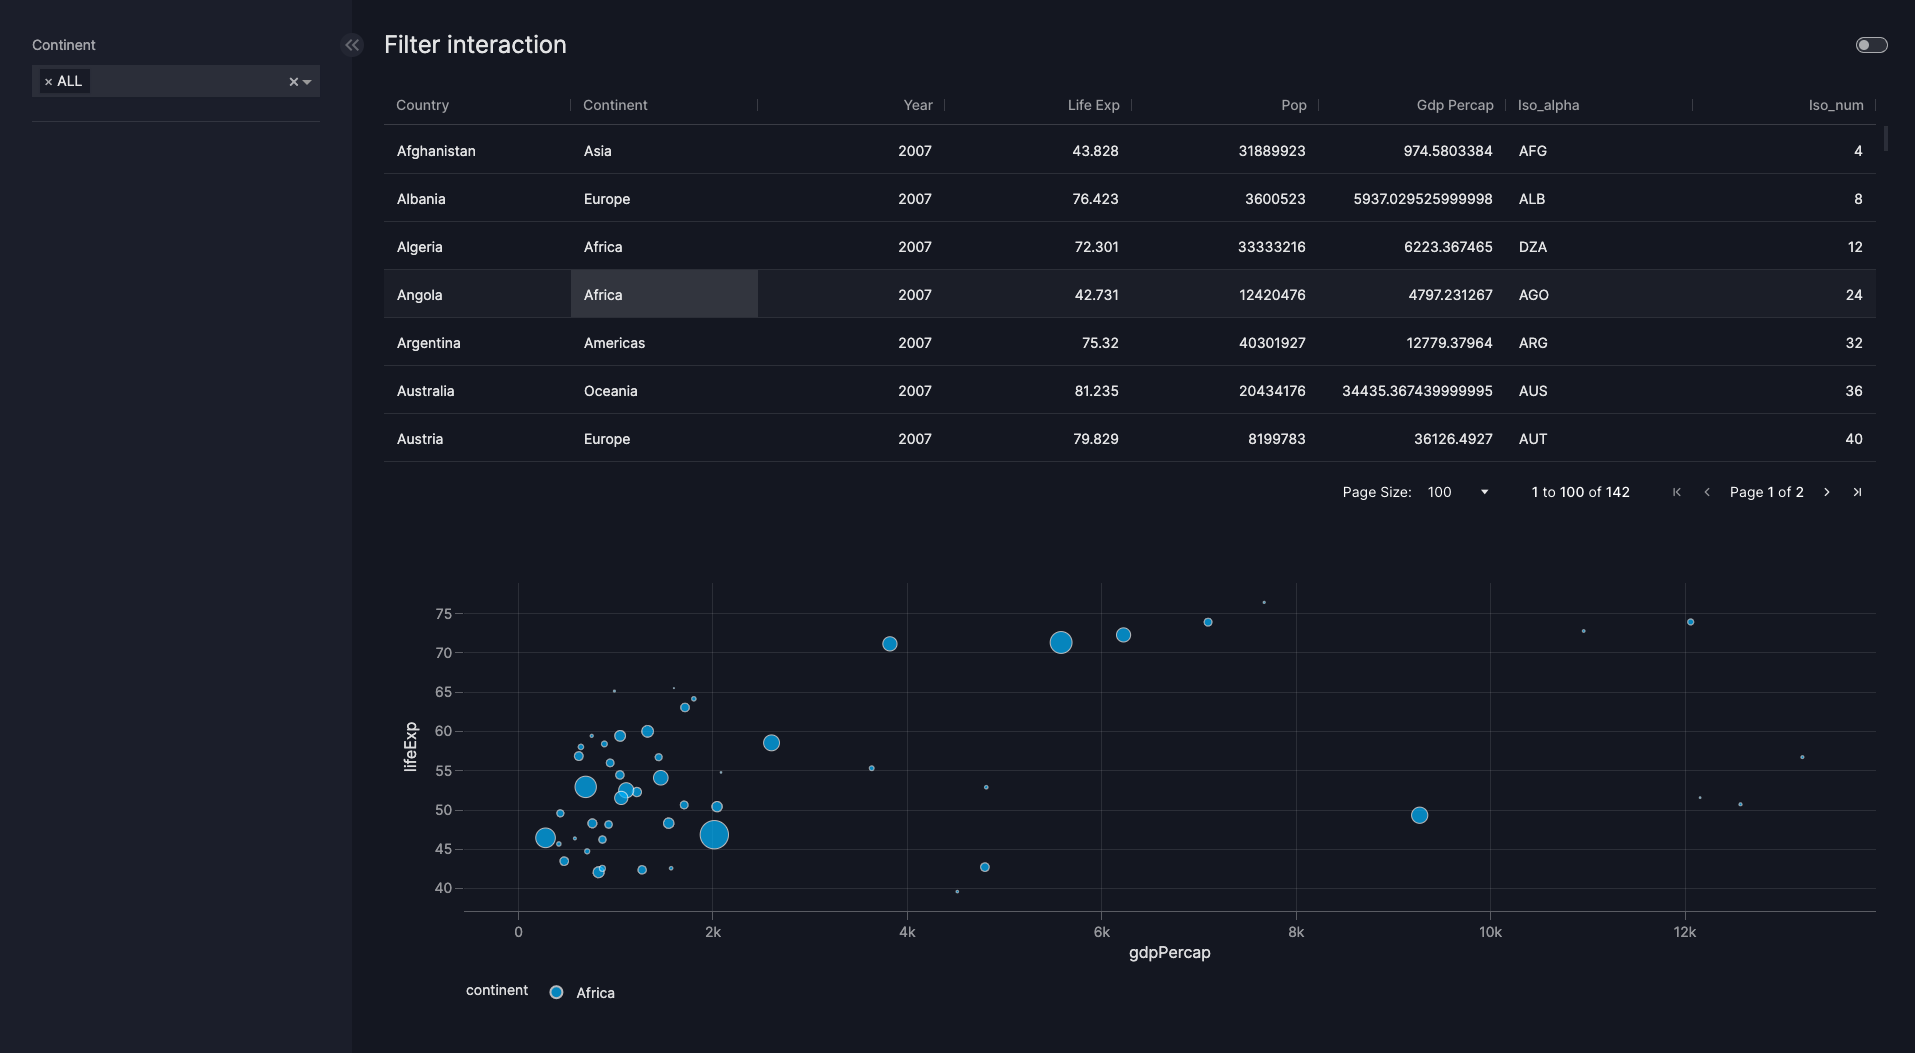 Continent
× ALL
Filter interaction
Country Continent Year Life Exp Pop Gdp Percap Iso_alpha Iso_num
Afghanistan Asia 2007 43.828 31889923 974.5803384 AFG 4
Albania Europe 2007 76.423 3600523 5937.029525999998 ALB 8
Algeria Africa 2007 72.301 33333216 6223.367465 DZA 12
Angola Africa 2007 42.731 12420476 4797.231267 AGO 24
Argentina Americas 2007 75.32 40301927 12779.37964 ARG 32
Australia Oceania 2007 81.235 20434176 34435.367439999995 AUS 36
Austria Europe 2007 79.829 8199783 36126.4927 AUT 40
Page Size: 100 1 to 100 of 142 Page 1 of 2
75
70
65
60
55
50
45
40
lifeExp
0 2k 4k 6k 8k 10k 12k
gdpPercap
continent Africa